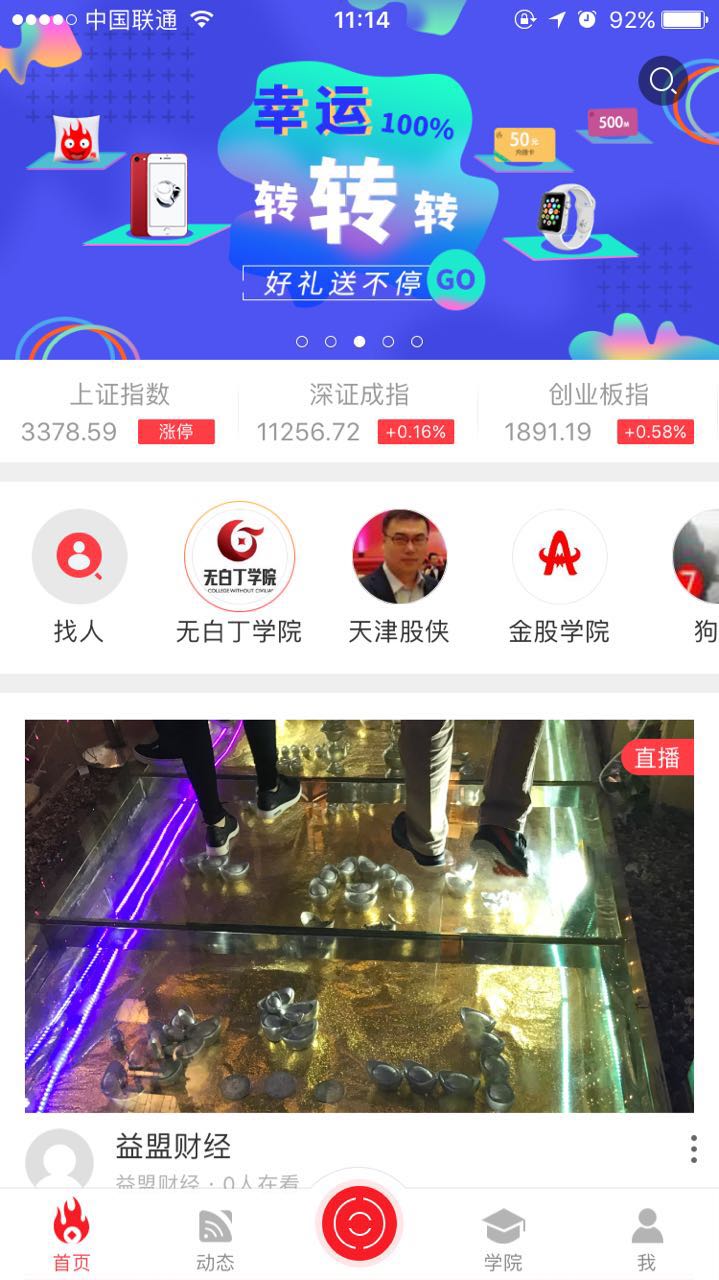 中国联通
11:14
92%
幸运
100%
转转转
50元
500M
好礼送不停
GO
上证指数
3378.59
涨停
深证成指
11256.72
+0.16%
创业板指
1891.19
+0.58%
无白丁学院
COLLEGE WITHOUT CIVILIAN
7
找人
无白丁学院
天津股侠
金股学院
狗
直播
益盟财经
益盟财经 · 0人在看
首页
动态
学院
我